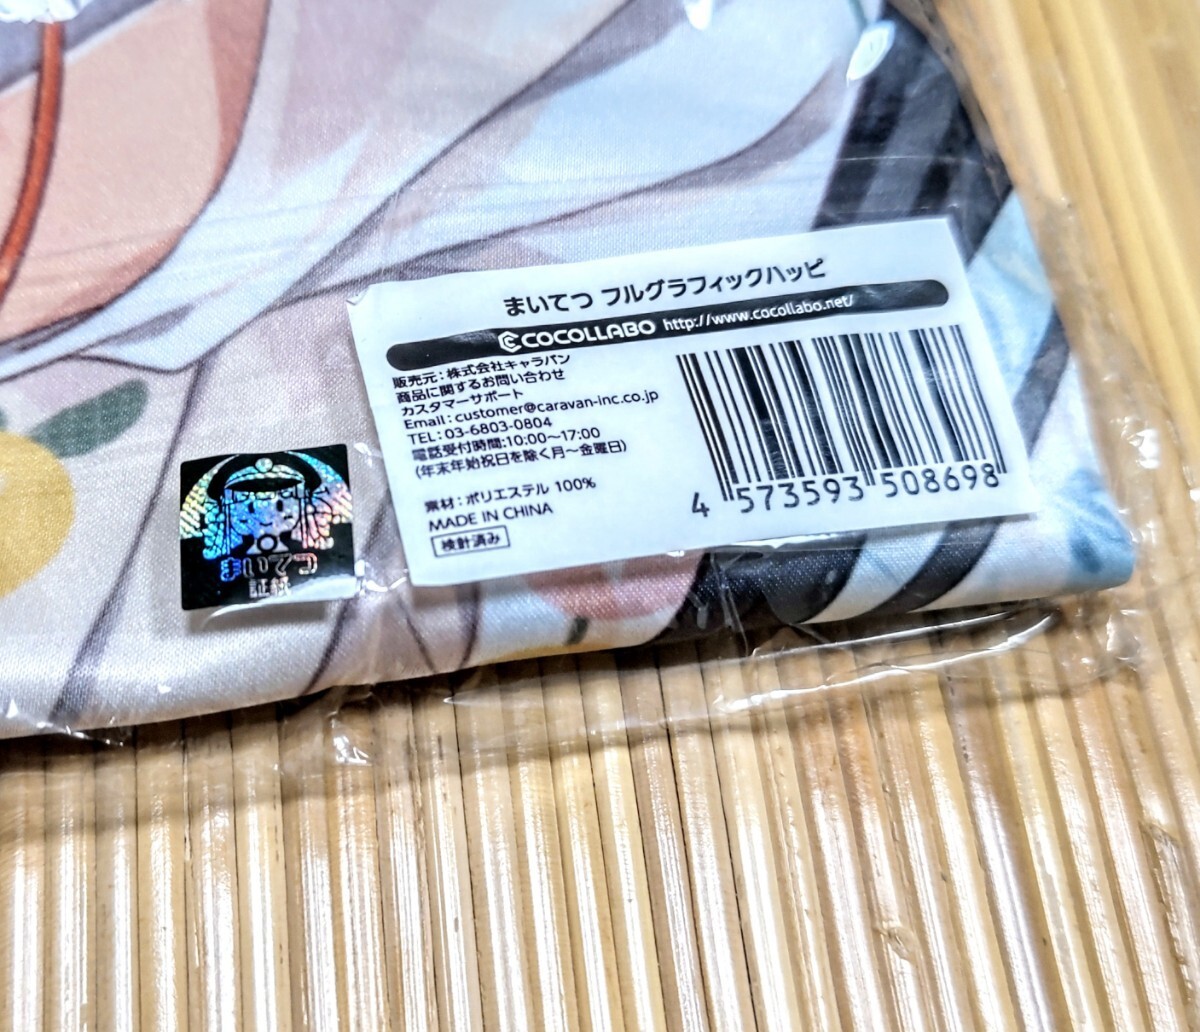 まいてつ フルグラフィックハッピ
COCOLLABO http://www.cocollabo.net/
販売元:株式会社キャラバン
商品に関するお問い合わせ
カスタマーサポート
Email:customer@caravan-inc.co.jp
TEL:03-6803-0804
電話受付時間:10:00〜17:00
(年末年始祝日を除く月〜金曜日)
素材:ポリエステル 100%
MADE IN CHINA
検針済み
4 573593 508698
まいてつ
証紙